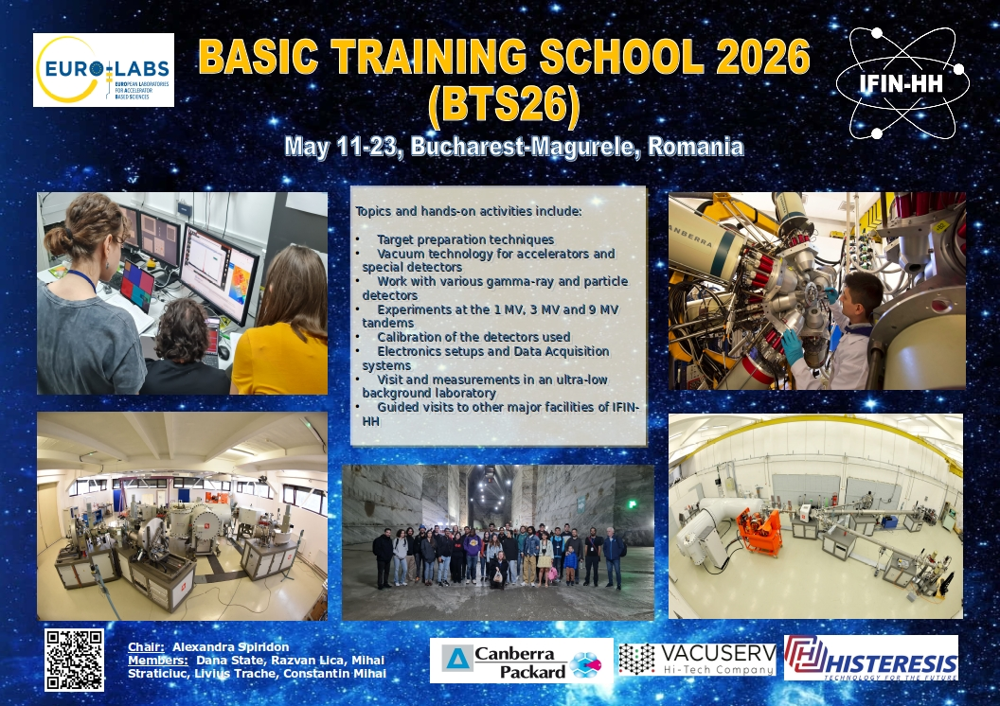 EURO-LABS
EUROPEAN LABORATORIES
FOR ACCELERATOR
BASED SCIENCES
BASIC TRAINING SCHOOL 2026
(BTS26)
May 11-23, Bucharest-Magurele, Romania
IFIN-HH
Topics and hands-on activities include:
• Target preparation techniques
• Vacuum technology for accelerators and
special detectors
• Work with various gamma-ray and particle
detectors
• Experiments at the 1 MV, 3 MV and 9 MV
tandems
• Calibration of the detectors used
• Electronics setups and Data Acquisition
systems
• Visit and measurements in an ultra-low
background laboratory
• Guided visits to other major facilities of IFIN-
HH
CANBERRA
Chair: Alexandra Spiridon
Members: Dana State, Razvan Lica, Mihai
Straticiuc, Livius Trache, Constantin Mihai
Canberra
Packard
VACUSERV
Hi-Tech Company
HISTERESIS
TECHNOLOGY FOR THE FUTURE